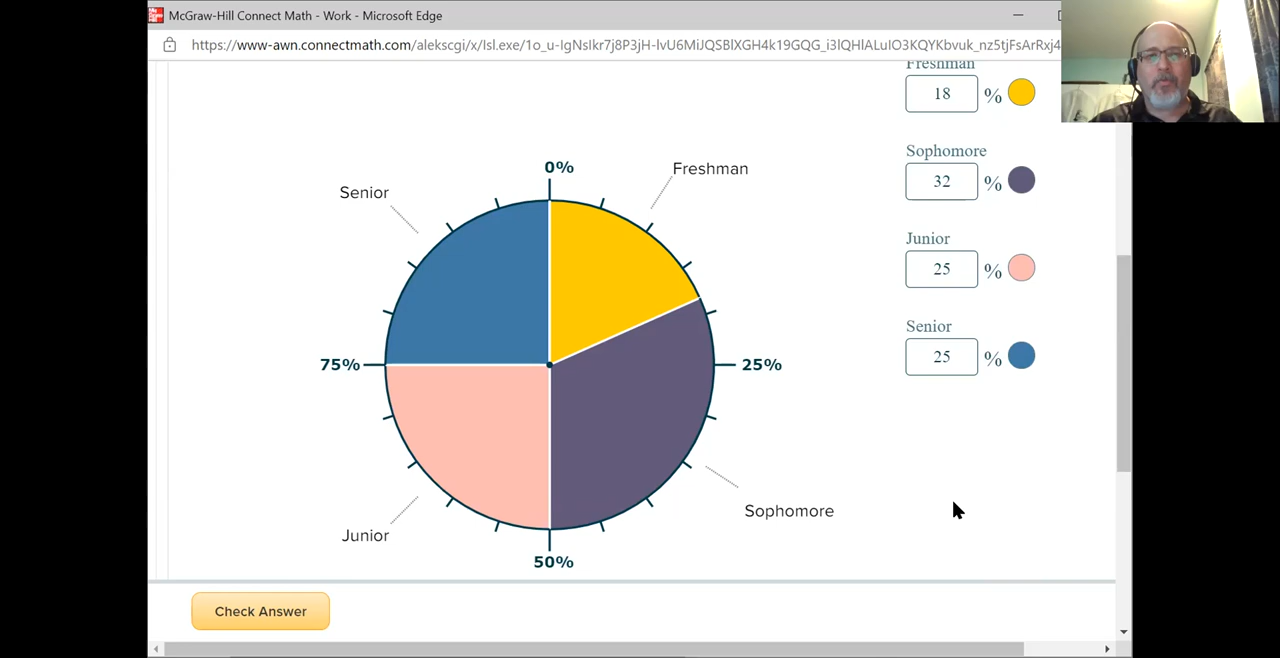 McGraw-Hill Connect Math - Work - Microsoft Edge
https://www-awn.connectmath.com/alekscgi/x/Isl.exe/1o_u-IgNsIkr7j8P3jH-lvU6MiJQSBlXGH4k19GQG_i3lQHlALuIO3KQYKbvuk_nz5tjFsArRxj4
Freshman
18 %
Sophomore
32 %
Junior
25 %
Senior
25 %
0%
Freshman
Senior
75%
25%
Junior
Sophomore
50%
Check Answer